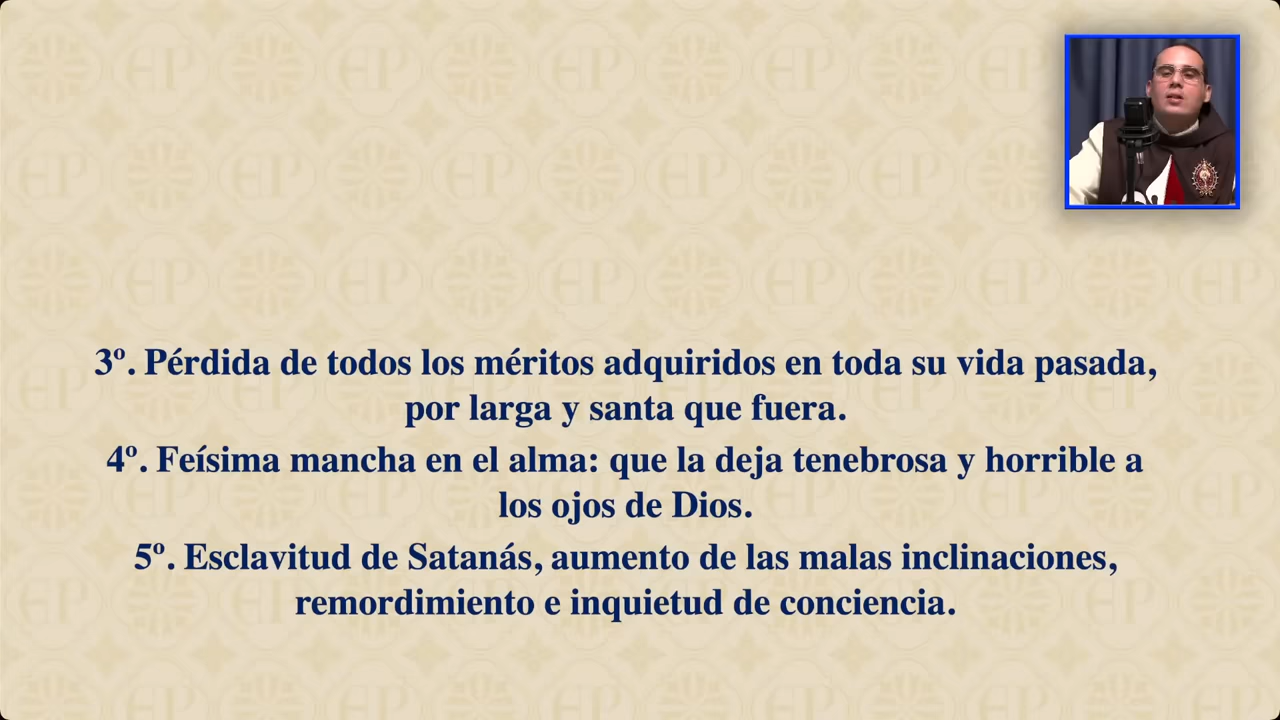 3º. Pérdida de todos los méritos adquiridos en toda su vida pasada,
por larga y santa que fuera.
4º. Feísima mancha en el alma: que la deja tenebrosa y horrible a
los ojos de Dios.
5º. Esclavitud de Satanás, aumento de las malas inclinaciones,
remordimiento e inquietud de conciencia.